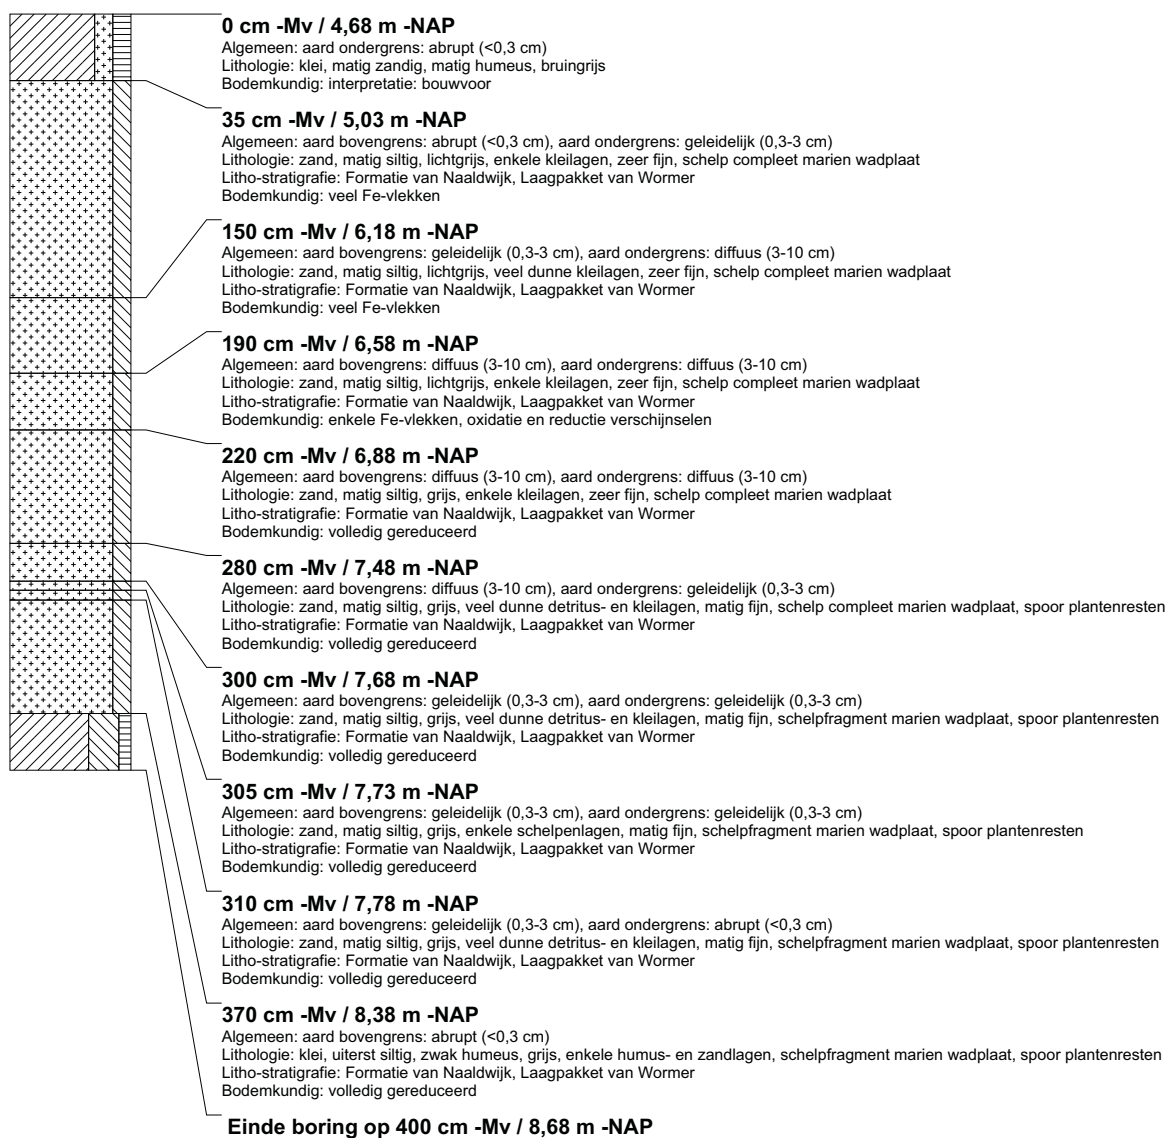 0 cm -Mv / 4,68 m -NAP
Algemeen: aard ondergrens: abrupt (<0,3 cm)
Lithologie: klei, matig zandig, matig humeus, bruingrijs
Bodemkundig: interpretatie: bouwvoor
35 cm -Mv / 5,03 m -NAP
Algemeen: aard bovengrens: abrupt (<0,3 cm), aard ondergrens: geleidelijk (0,3-3 cm)
Lithologie: zand, matig siltig, lichtgrijs, enkele kleilagen, zeer fijn, schelp compleet marien wadplaat
Litho-stratigrafie: Formatie van Naaldwijk, Laagpakket van Wormer
Bodemkundig: veel Fe-vlekken
150 cm -Mv / 6,18 m -NAP
Algemeen: aard bovengrens: geleidelijk (0,3-3 cm), aard ondergrens: diffuus (3-10 cm)
Lithologie: zand, matig siltig, lichtgrijs, veel dunne kleilagen, zeer fijn, schelp compleet marien wadplaat
Litho-stratigrafie: Formatie van Naaldwijk, Laagpakket van Wormer
Bodemkundig: veel Fe-vlekken
190 cm -Mv / 6,58 m -NAP
Algemeen: aard bovengrens: diffuus (3-10 cm), aard ondergrens: diffuus (3-10 cm)
Lithologie: zand, matig siltig, lichtgrijs, enkele kleilagen, zeer fijn, schelp compleet marien wadplaat
Litho-stratigrafie: Formatie van Naaldwijk, Laagpakket van Wormer
Bodemkundig: enkele Fe-vlekken, oxidatie en reductie verschijnselen
220 cm -Mv / 6,88 m -NAP
Algemeen: aard bovengrens: diffuus (3-10 cm), aard ondergrens: diffuus (3-10 cm)
Lithologie: zand, matig siltig, grijs, enkele kleilagen, zeer fijn, schelp compleet marien wadplaat
Litho-stratigrafie: Formatie van Naaldwijk, Laagpakket van Wormer
Bodemkundig: volledig gereduceerd
280 cm -Mv / 7,48 m -NAP
Algemeen: aard bovengrens: diffuus (3-10 cm), aard ondergrens: geleidelijk (0,3-3 cm)
Lithologie: zand, matig siltig, grijs, veel dunne detritus- en kleilagen, matig fijn, schelp compleet marien wadplaat, spoor plantenresten
Litho-stratigrafie: Formatie van Naaldwijk, Laagpakket van Wormer
Bodemkundig: volledig gereduceerd
300 cm -Mv / 7,68 m -NAP
Algemeen: aard bovengrens: geleidelijk (0,3-3 cm), aard ondergrens: geleidelijk (0,3-3 cm)
Lithologie: zand, matig siltig, grijs, veel dunne detritus- en kleilagen, matig fijn, schelpfragment marien wadplaat, spoor plantenresten
Litho-stratigrafie: Formatie van Naaldwijk, Laagpakket van Wormer
Bodemkundig: volledig gereduceerd
305 cm -Mv / 7,73 m -NAP
Algemeen: aard bovengrens: geleidelijk (0,3-3 cm), aard ondergrens: geleidelijk (0,3-3 cm)
Lithologie: zand, matig siltig, grijs, enkele schelpenlagen, matig fijn, schelpfragment marien wadplaat, spoor plantenresten
Litho-stratigrafie: Formatie van Naaldwijk, Laagpakket van Wormer
Bodemkundig: volledig gereduceerd
310 cm -Mv / 7,78 m -NAP
Algemeen: aard bovengrens: geleidelijk (0,3-3 cm), aard ondergrens: abrupt (<0,3 cm)
Lithologie: zand, matig siltig, grijs, veel dunne detritus- en kleilagen, matig fijn, schelpfragment marien wadplaat, spoor plantenresten
Litho-stratigrafie: Formatie van Naaldwijk, Laagpakket van Wormer
Bodemkundig: volledig gereduceerd
370 cm -Mv / 8,38 m -NAP
Algemeen: aard bovengrens: abrupt (<0,3 cm)
Lithologie: klei, uiterst siltig, zwak humeus, grijs, enkele humus- en zandlagen, schelpfragment marien wadplaat, spoor plantenresten
Litho-stratigrafie: Formatie van Naaldwijk, Laagpakket van Wormer
Bodemkundig: volledig gereduceerd
Einde boring op 400 cm -Mv / 8,68 m -NAP